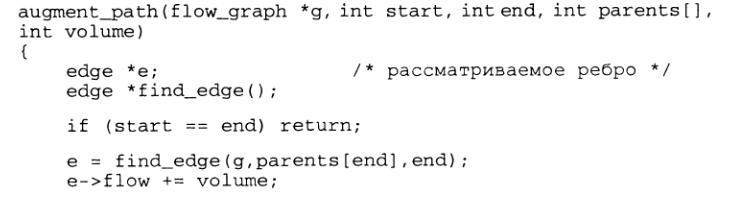 augment_path(flow_graph *g, int start, int end, int parents[],
int volume)
{
edge *e; /* рассматриваемое ребро */
edge *find_edge();
if (start == end) return;
e = find_edge(g,parents[end],end);
e->flow += volume;